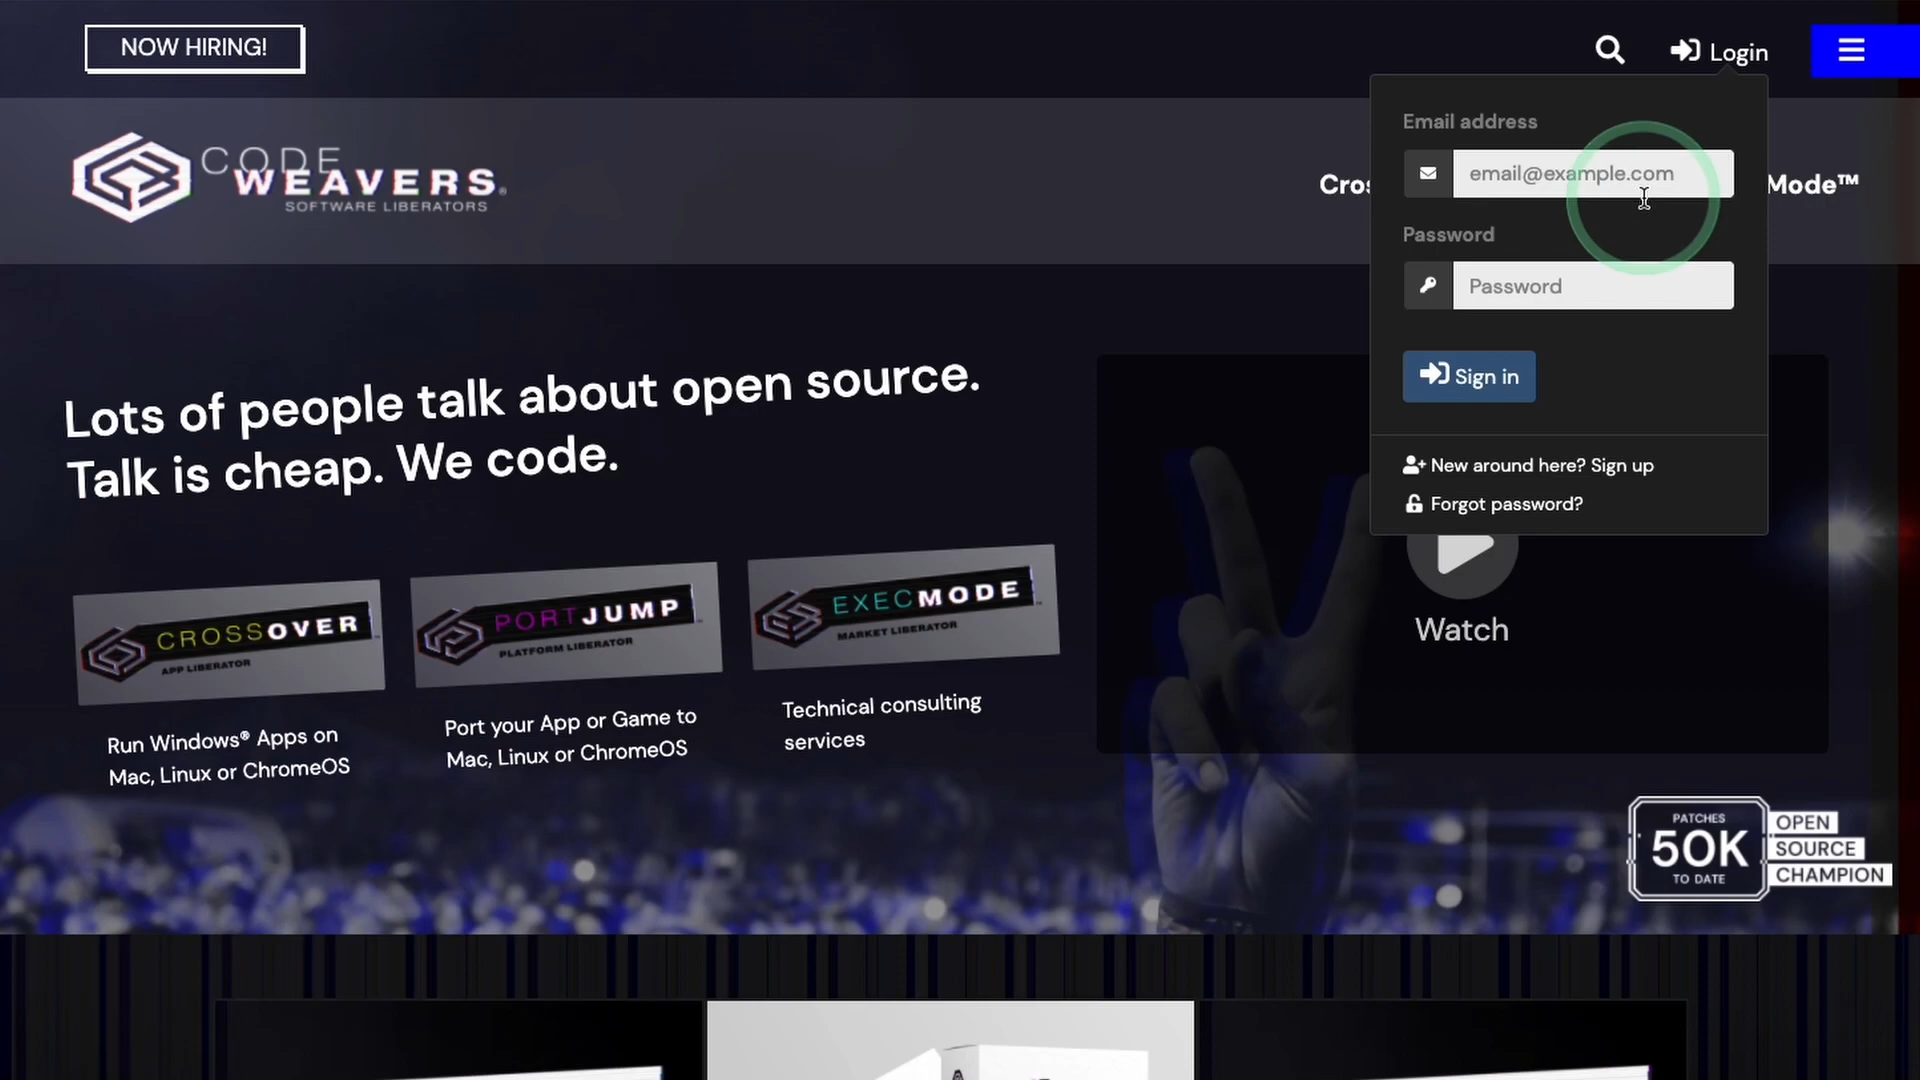 NOW HIRING!
Login
CODE
WEAVERS®
SOFTWARE LIBERATORS
Mode™
Email address
email@example.com
Password
Password
Sign in
New around here? Sign up
Forgot password?
Lots of people talk about open source.
Talk is cheap. We code.
CROSSOVER™
APP LIBERATOR
PORTJUMP™
PLATFORM LIBERATOR
EXECMODE™
MARKET LIBERATOR
Run Windows® Apps on
Mac, Linux or ChromeOS
Port your App or Game to
Mac, Linux or ChromeOS
Technical consulting
services
Watch
PATCHES
50K
TO DATE
OPEN
SOURCE
CHAMPION